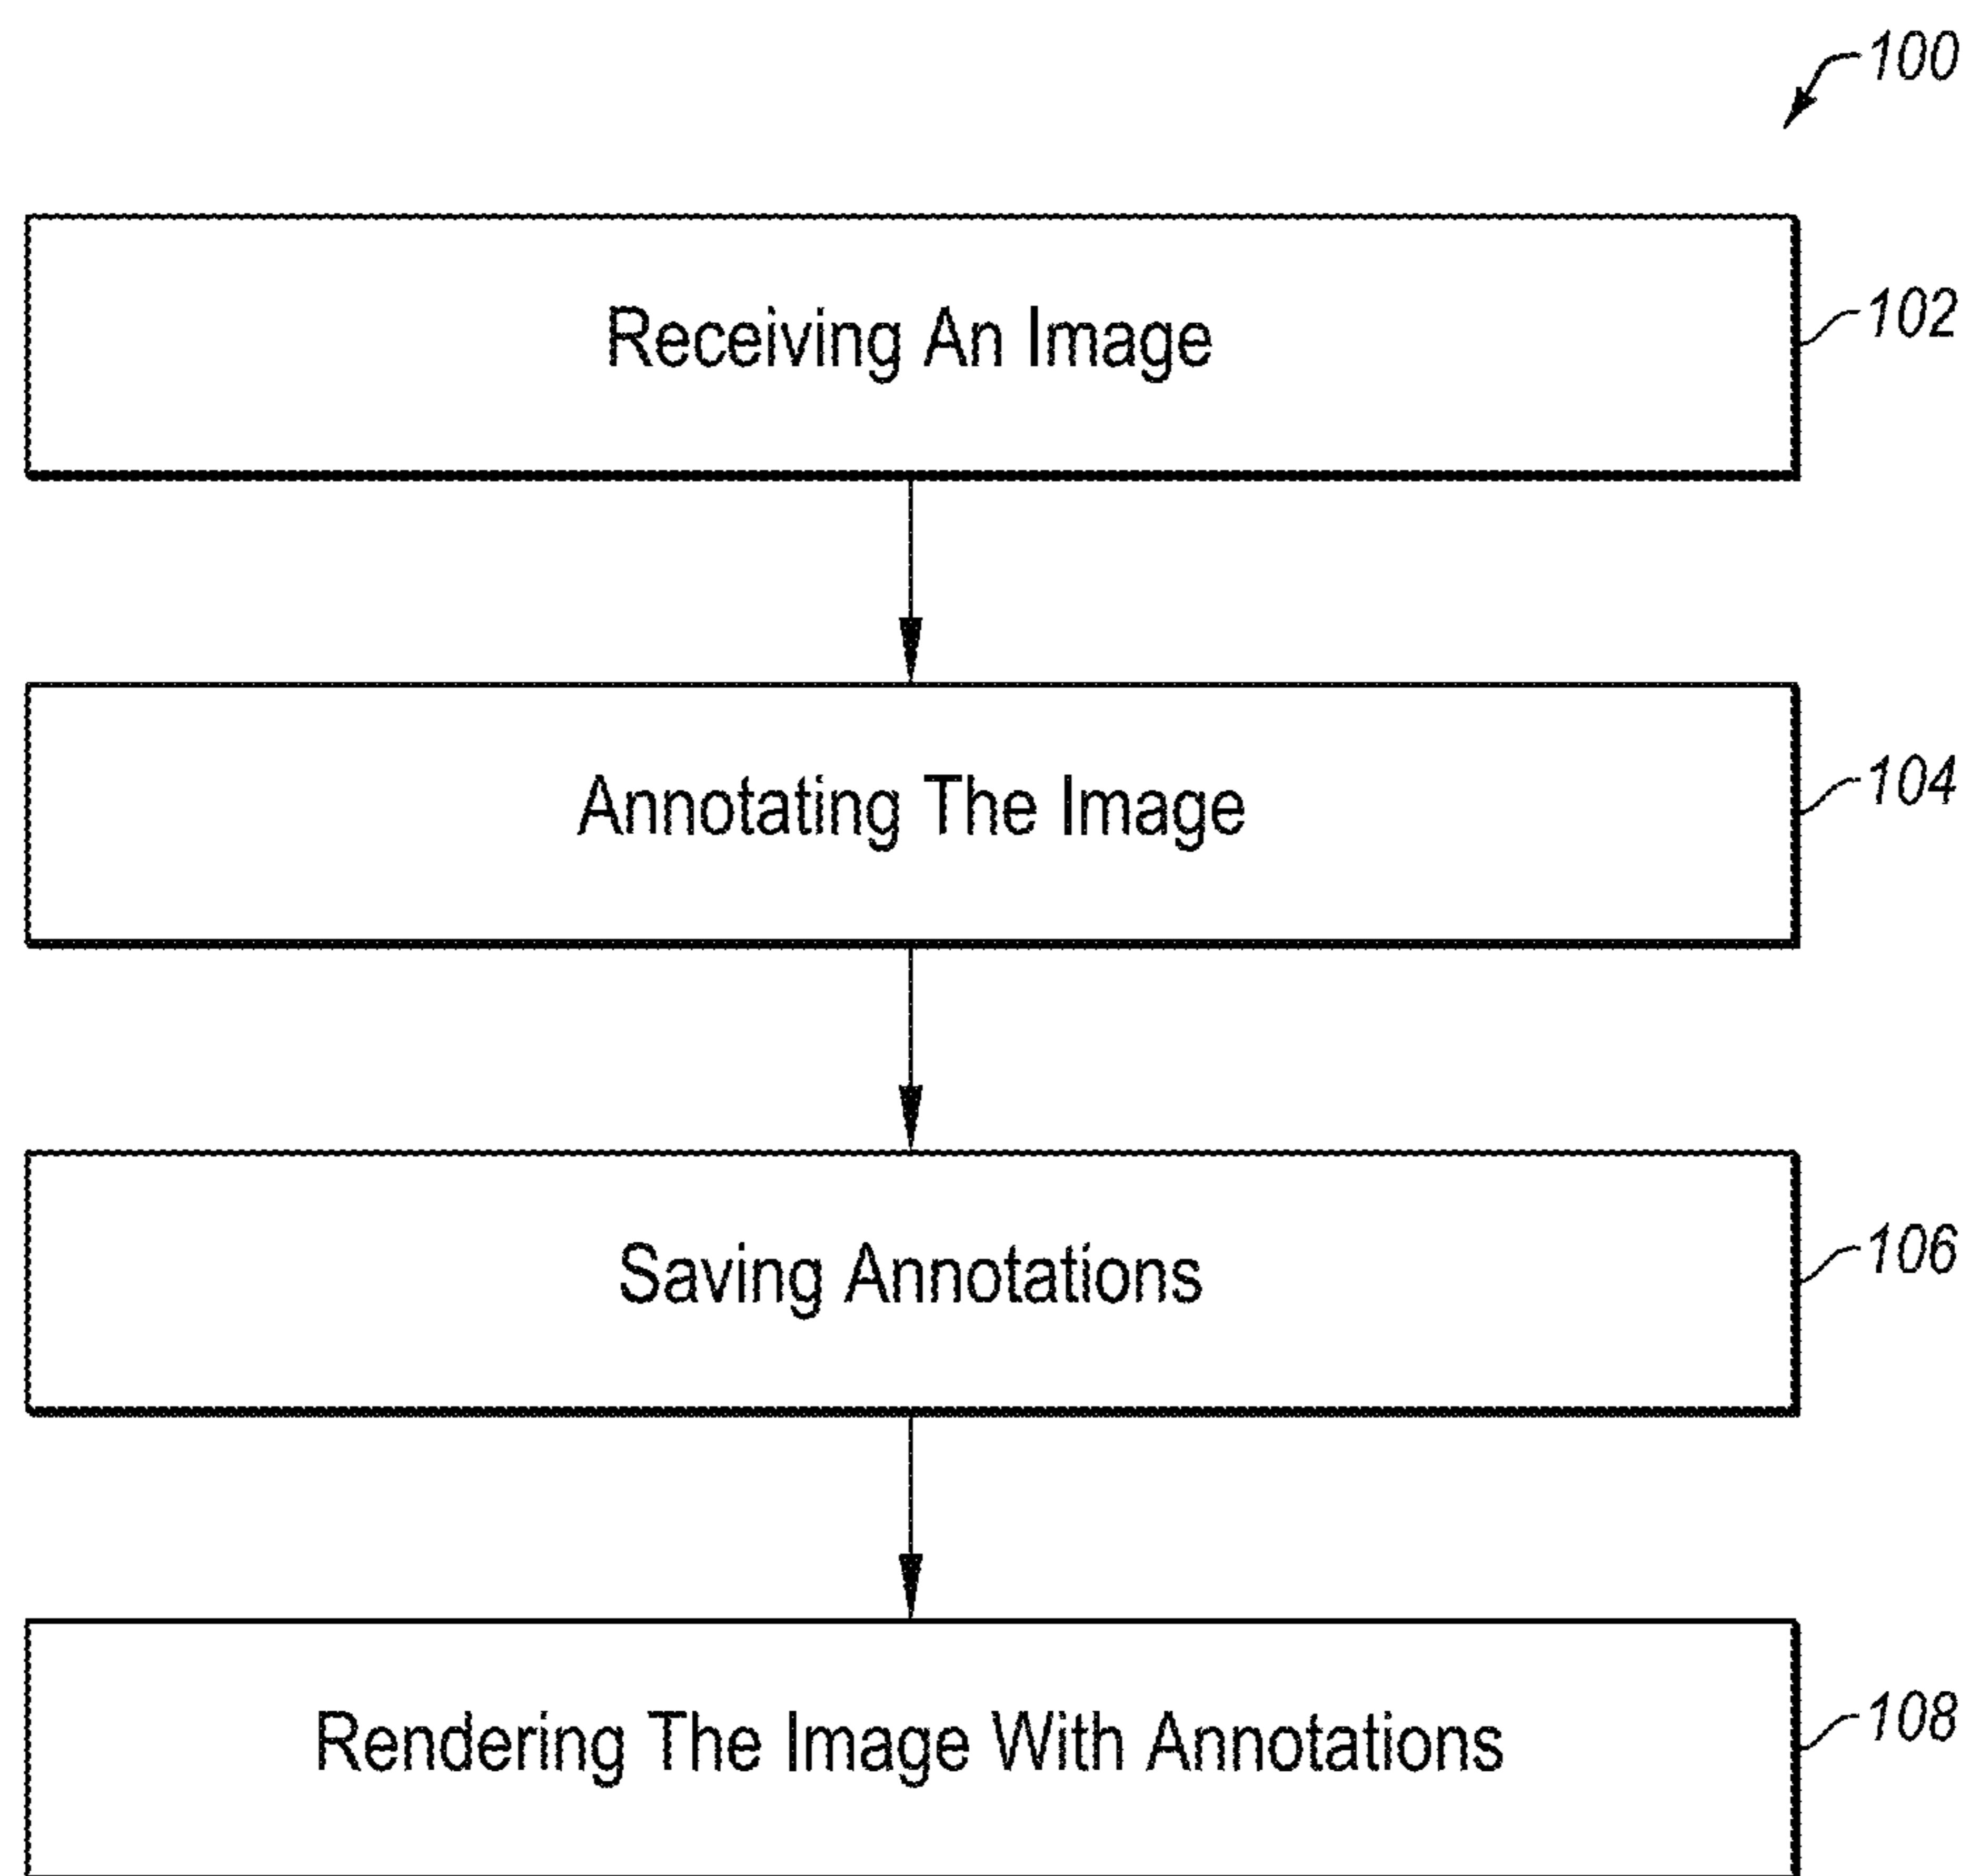 100
Receiving An Image
102
Annotating The Image
104
Saving Annotations
106
Rendering The Image With Annotations
108